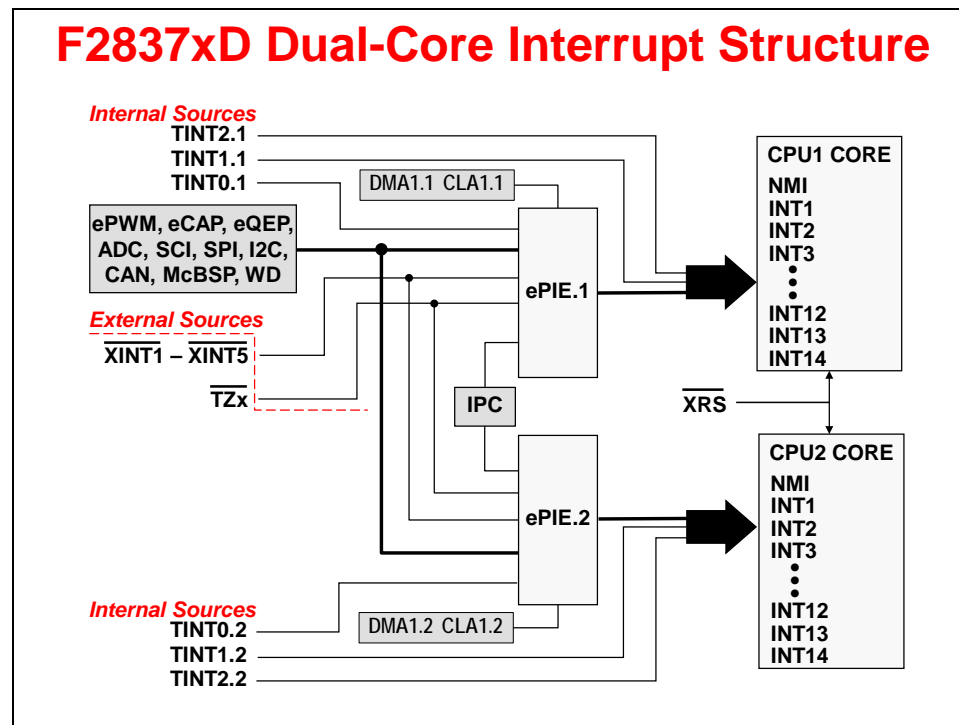 F2837xD Dual-Core Interrupt Structure
Internal Sources
TINT2.1
TINT1.1
TINT0.1
DMA1.1 CLA1.1
ePWM, eCAP, eQEP,
ADC, SCI, SPI, I2C,
CAN, McBSP, WD
ePIE.1
CPU1 CORE
NMI
INT1
INT2
INT3
INT12
INT13
INT14
External Sources
XINT1 – XINT5
TZx
IPC
XRS
ePIE.2
CPU2 CORE
NMI
INT1
INT2
INT3
INT12
INT13
INT14
Internal Sources
TINT0.2
TINT1.2
TINT2.2
DMA1.2 CLA1.2